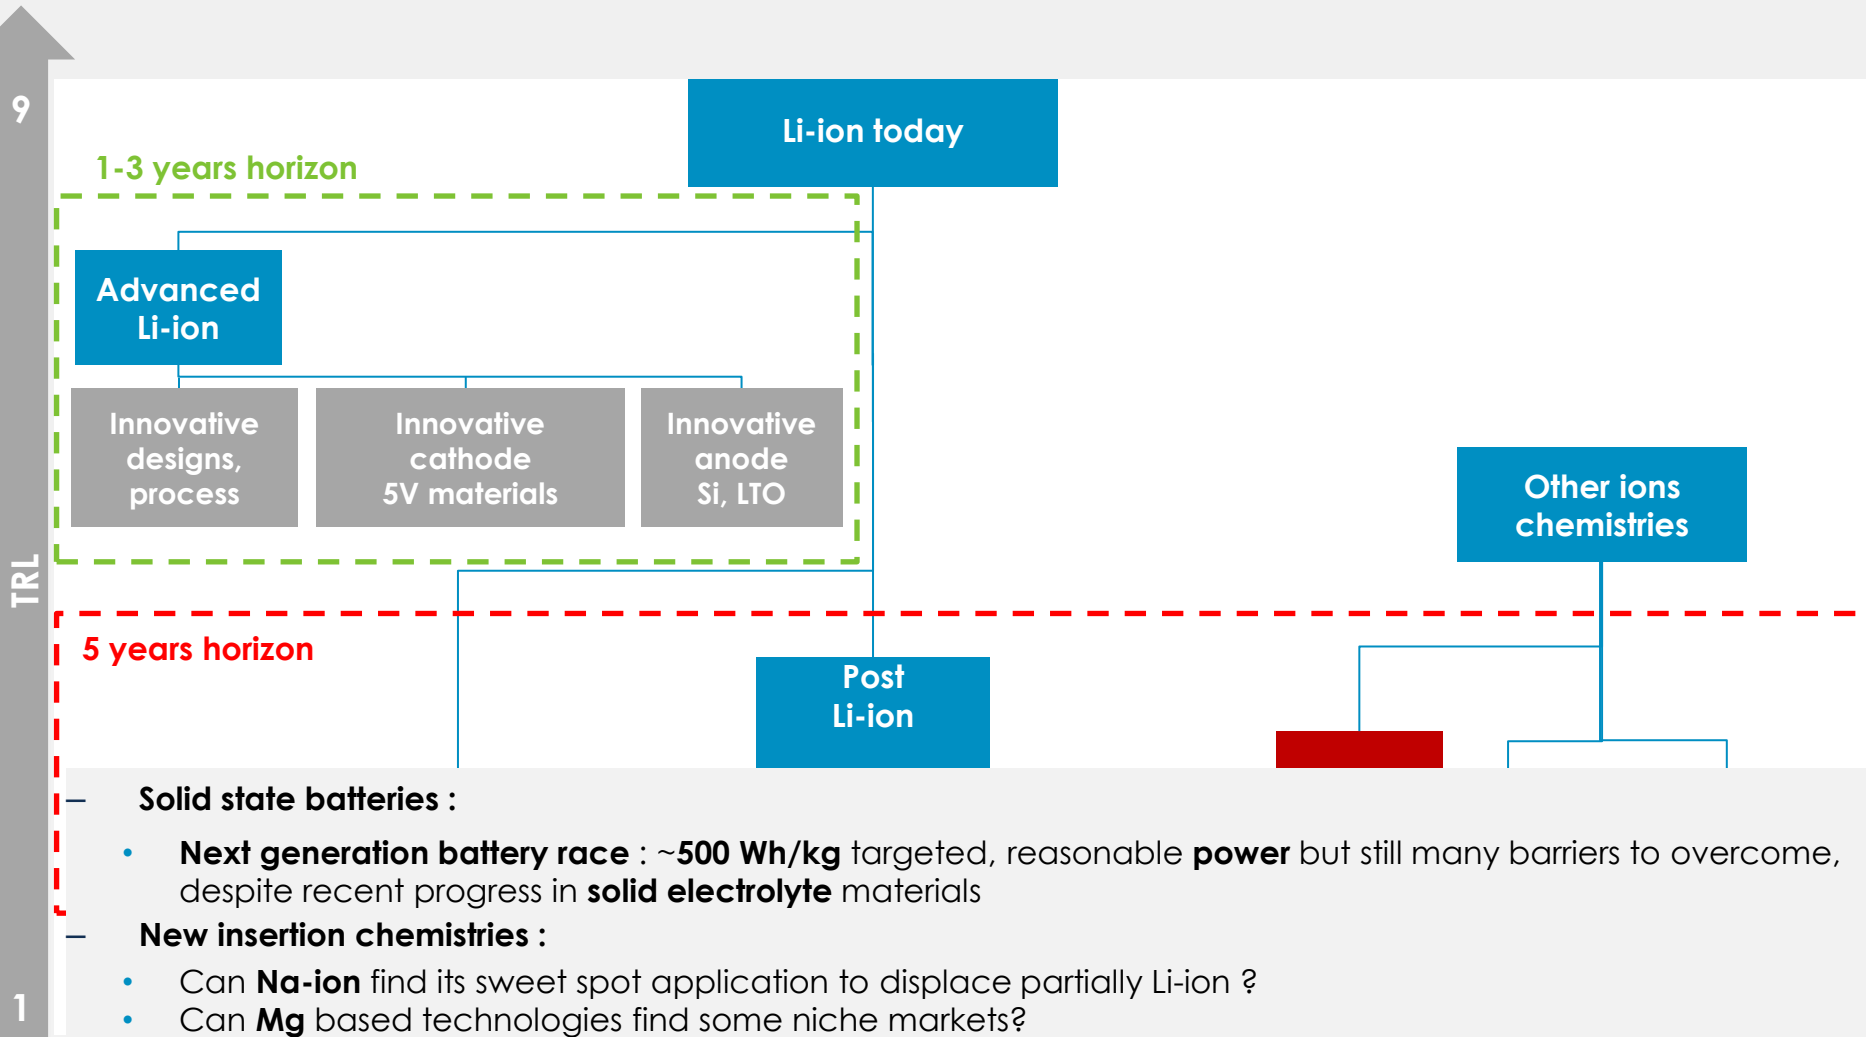 9
Li-ion today
1-3 years horizon
Advanced
Li-ion
Innovative
designs,
process
Innovative
cathode
5V materials
Innovative
anode
Si, LTO
Other ions
chemistries
TRL
5 years horizon
Post
Li-ion
– Solid state batteries :
• Next generation battery race : ~500 Wh/kg targeted, reasonable power but still many barriers to overcome,
despite recent progress in solid electrolyte materials
– New insertion chemistries :
• Can Na-ion find its sweet spot application to displace partially Li-ion ?
• Can Mg based technologies find some niche markets?
1